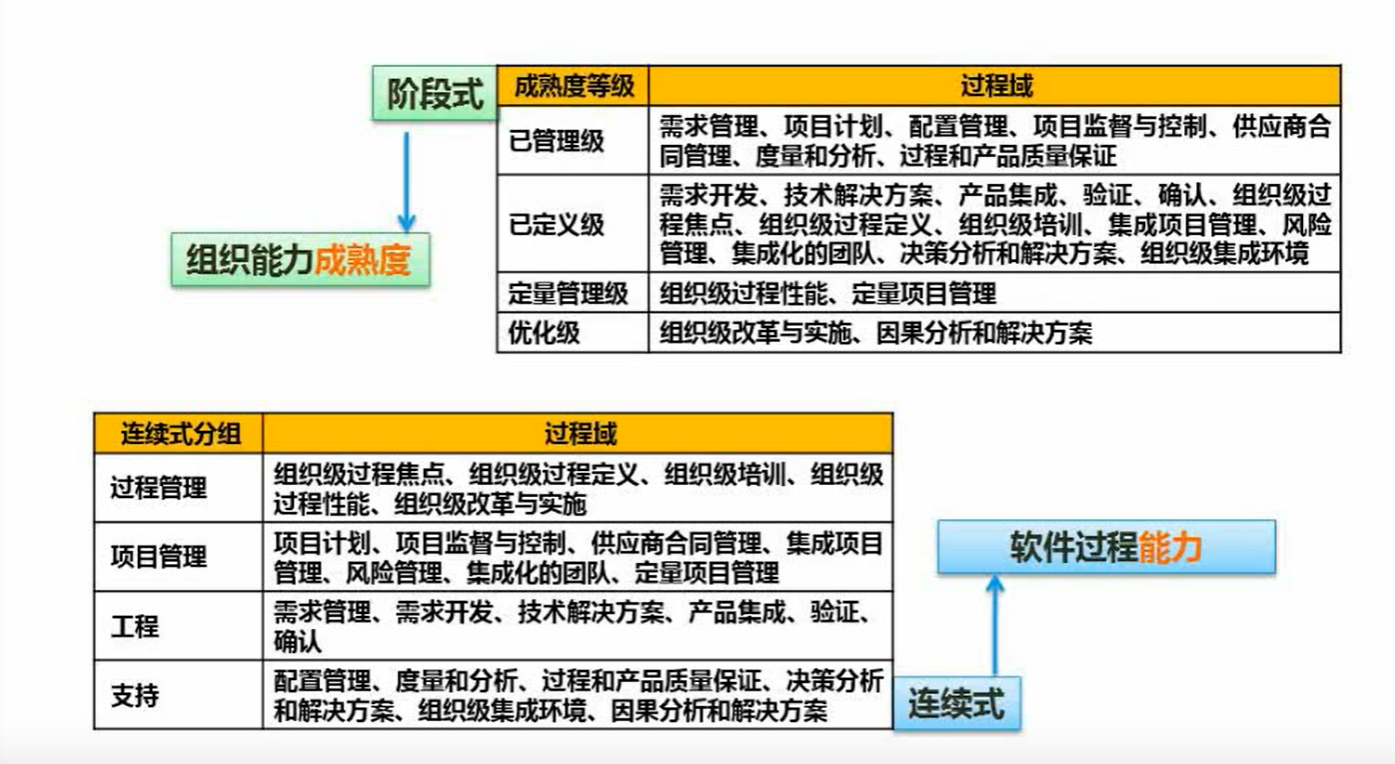 阶段式
组织能力成熟度
成熟度等级 过程域
已管理级
需求管理、项目计划、配置管理、项目监督与控制、供应商合
同管理、度量和分析、过程和产品质量保证
已定义级
需求开发、技术解决方案、产品集成、验证、确认、组织级过
程焦点、组织级过程定义、组织级培训、集成项目管理、风险
管理、集成化的团队、决策分析和解决方案、组织级集成环境
定量管理级 组织级过程性能、定量项目管理
优化级 组织级改革与实施、因果分析和解决方案
连续式分组 过程域
过程管理
组织级过程焦点、组织级过程定义、组织级培训、组织级
过程性能、组织级改革与实施
项目管理
项目计划、项目监督与控制、供应商合同管理、集成项目
管理、风险管理、集成化的团队、定量项目管理
工程
需求管理、需求开发、技术解决方案、产品集成、验证、
确认
支持
配置管理、度量和分析、过程和产品质量保证、决策分析
和解决方案、组织级集成环境、因果分析和解决方案
软件过程能力
连续式